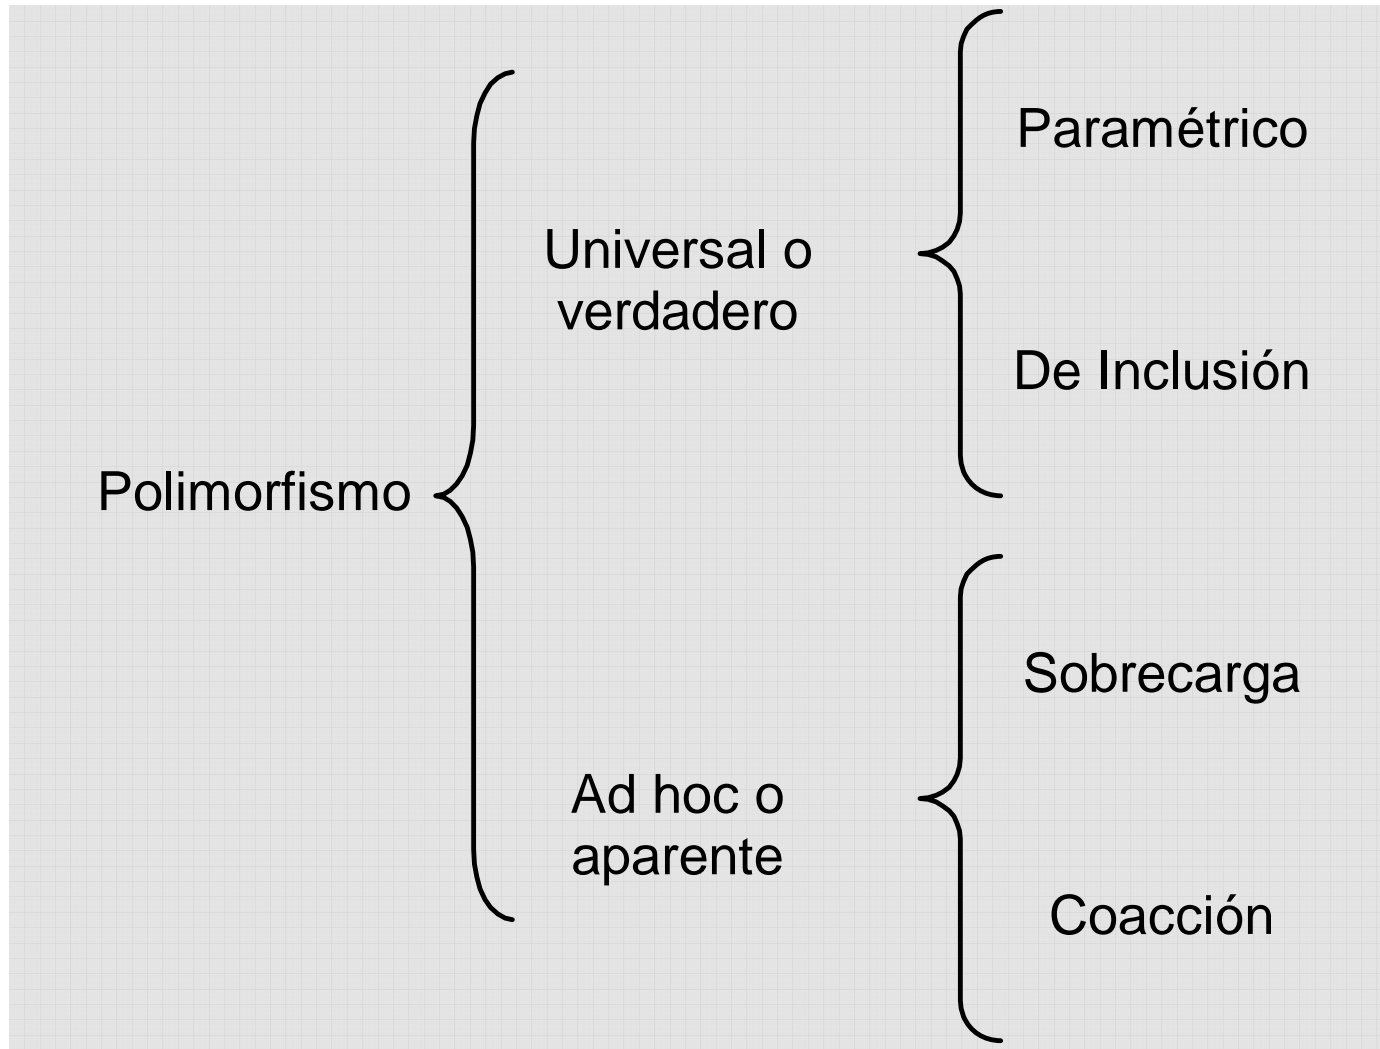 Paramétrico
Universal o
verdadero
De Inclusión
Polimorfismo
Sobrecarga
Ad hoc o
aparente
Coacción